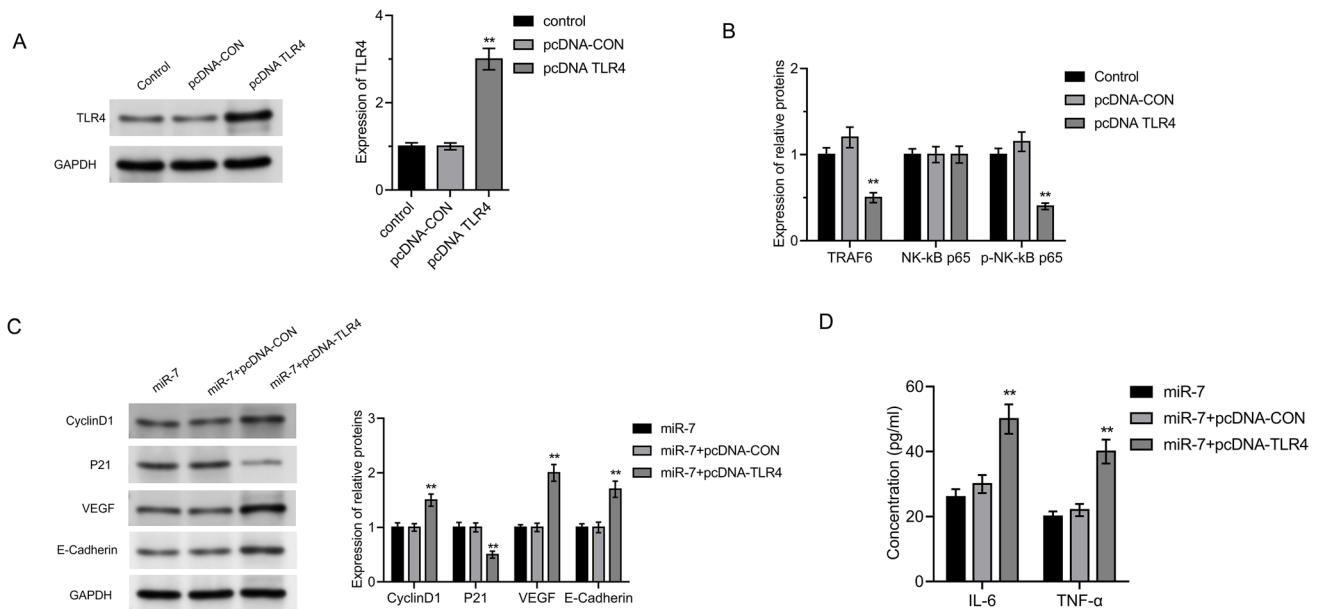 A
Control
pcDNA-CON
pcDNA TLR4
TLR4
GAPDH
Expression of TLR4
4
2
0
control
pcDNA-CON
pcDNA TLR4
**
control
pcDNA-CON
pcDNA TLR4
B
Expression of relative proteins
2
1
0
**
**
TRAF6
NK-kB p65
p-NK-kB p65
Control
pcDNA-CON
pcDNA TLR4
C
miR-7
miR-7+pcDNA-CON
miR-7+pcDNA-TLR4
CyclinD1
P21
VEGF
E-Cadherin
GAPDH
Expression of relative proteins
3
2
1
0
**
**
**
**
CyclinD1
P21
VEGF
E-Cadherin
miR-7
miR-7+pcDNA-CON
miR-7+pcDNA-TLR4
D
Concentration (pg/ml)
60
40
20
0
**
**
IL-6
TNF-α
miR-7
miR-7+pcDNA-CON
miR-7+pcDNA-TLR4